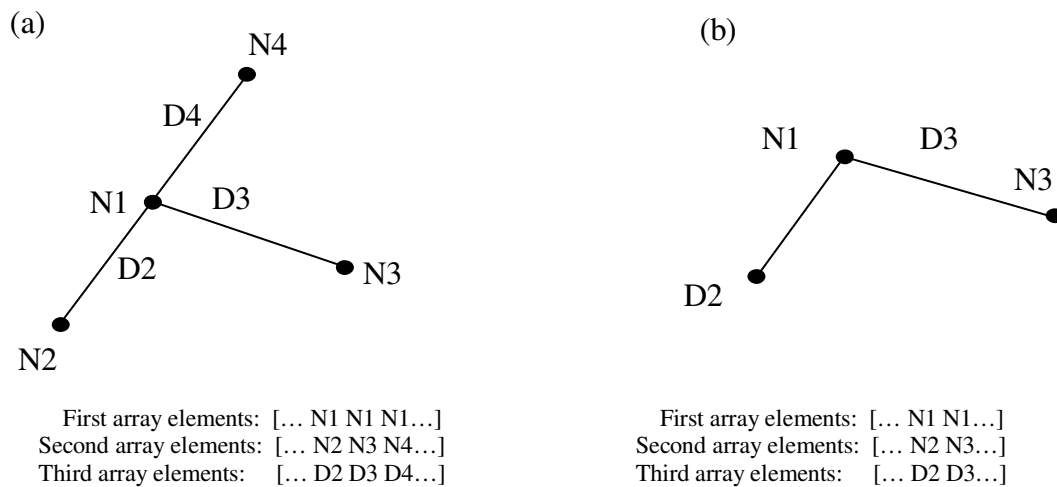 (a)
N4
D4
N1
D3
D2
N3
N2
First array elements: [... N1 N1 N1...]
Second array elements: [... N2 N3 N4...]
Third array elements: [... D2 D3 D4...]
(b)
N1
D3
N3
D2
First array elements: [... N1 N1...]
Second array elements: [... N2 N3...]
Third array elements: [... D2 D3...]